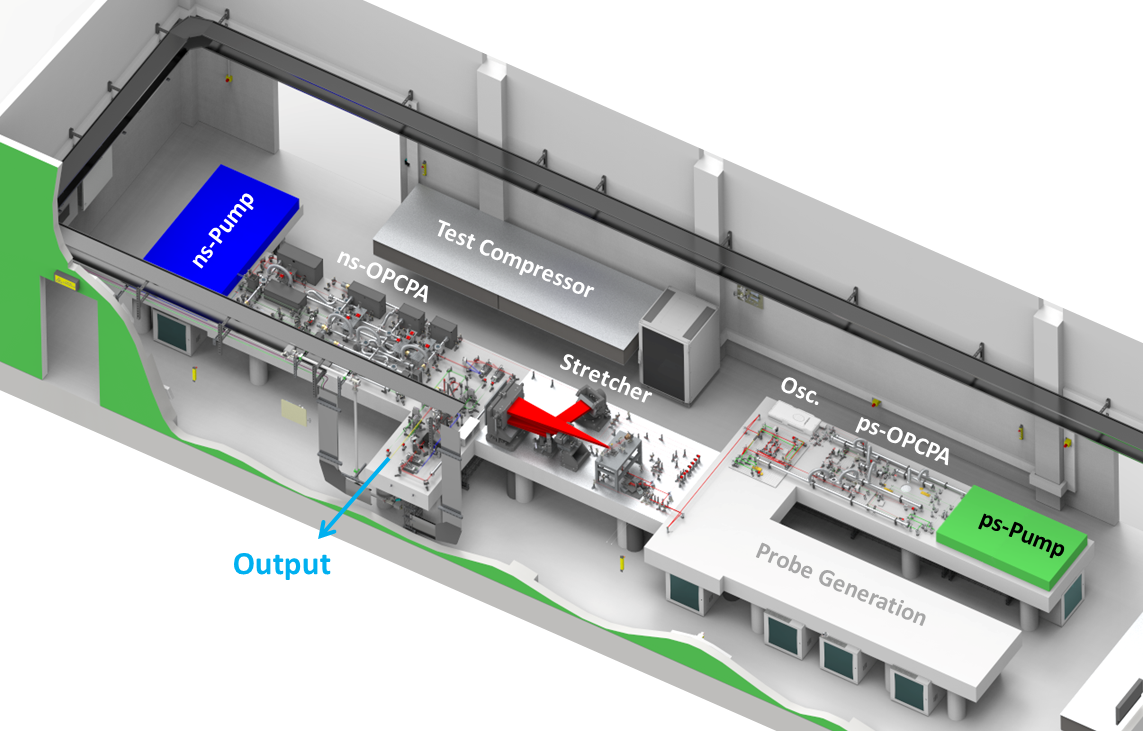 ns-Pump
ns-OPCPA
Test Compressor
Stretcher
Osc.
ps-OPCPA
ps-Pump
Probe Generation
Output